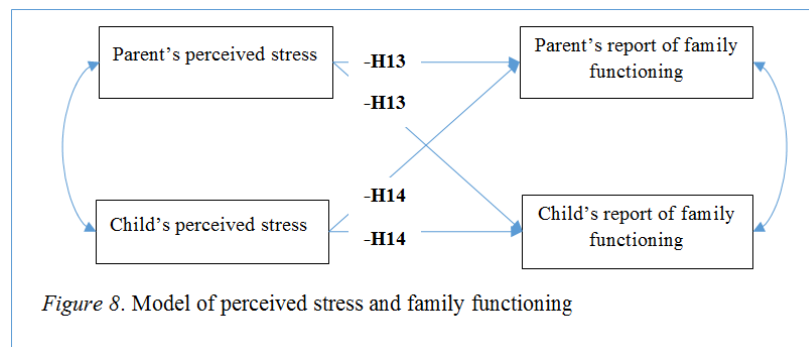 Parent's perceived stress
-H13
Parent's report of family
functioning
-H13
-H14
Child's perceived stress
-H14
Child's report of family
functioning
Figure 8. Model of perceived stress and family functioning